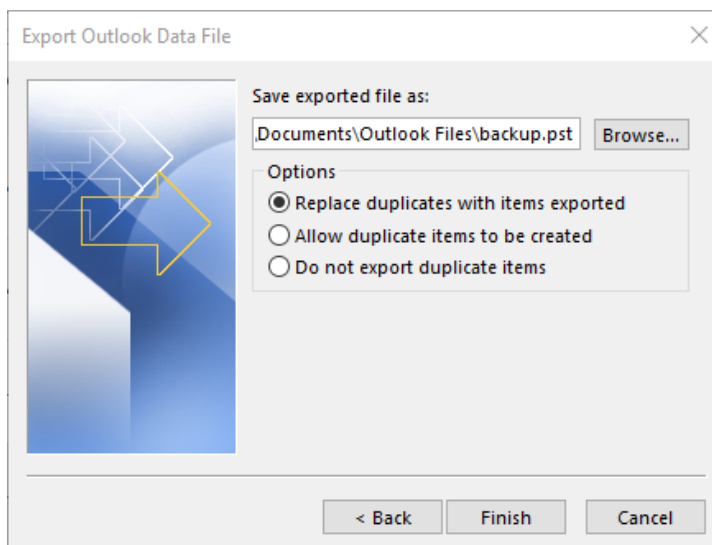 Export Outlook Data File
Save exported file as:
Documents\Outlook Files\backup.pst
Browse...
Options
Replace duplicates with items exported
Allow duplicate items to be created
Do not export duplicate items
< Back
Finish
Cancel